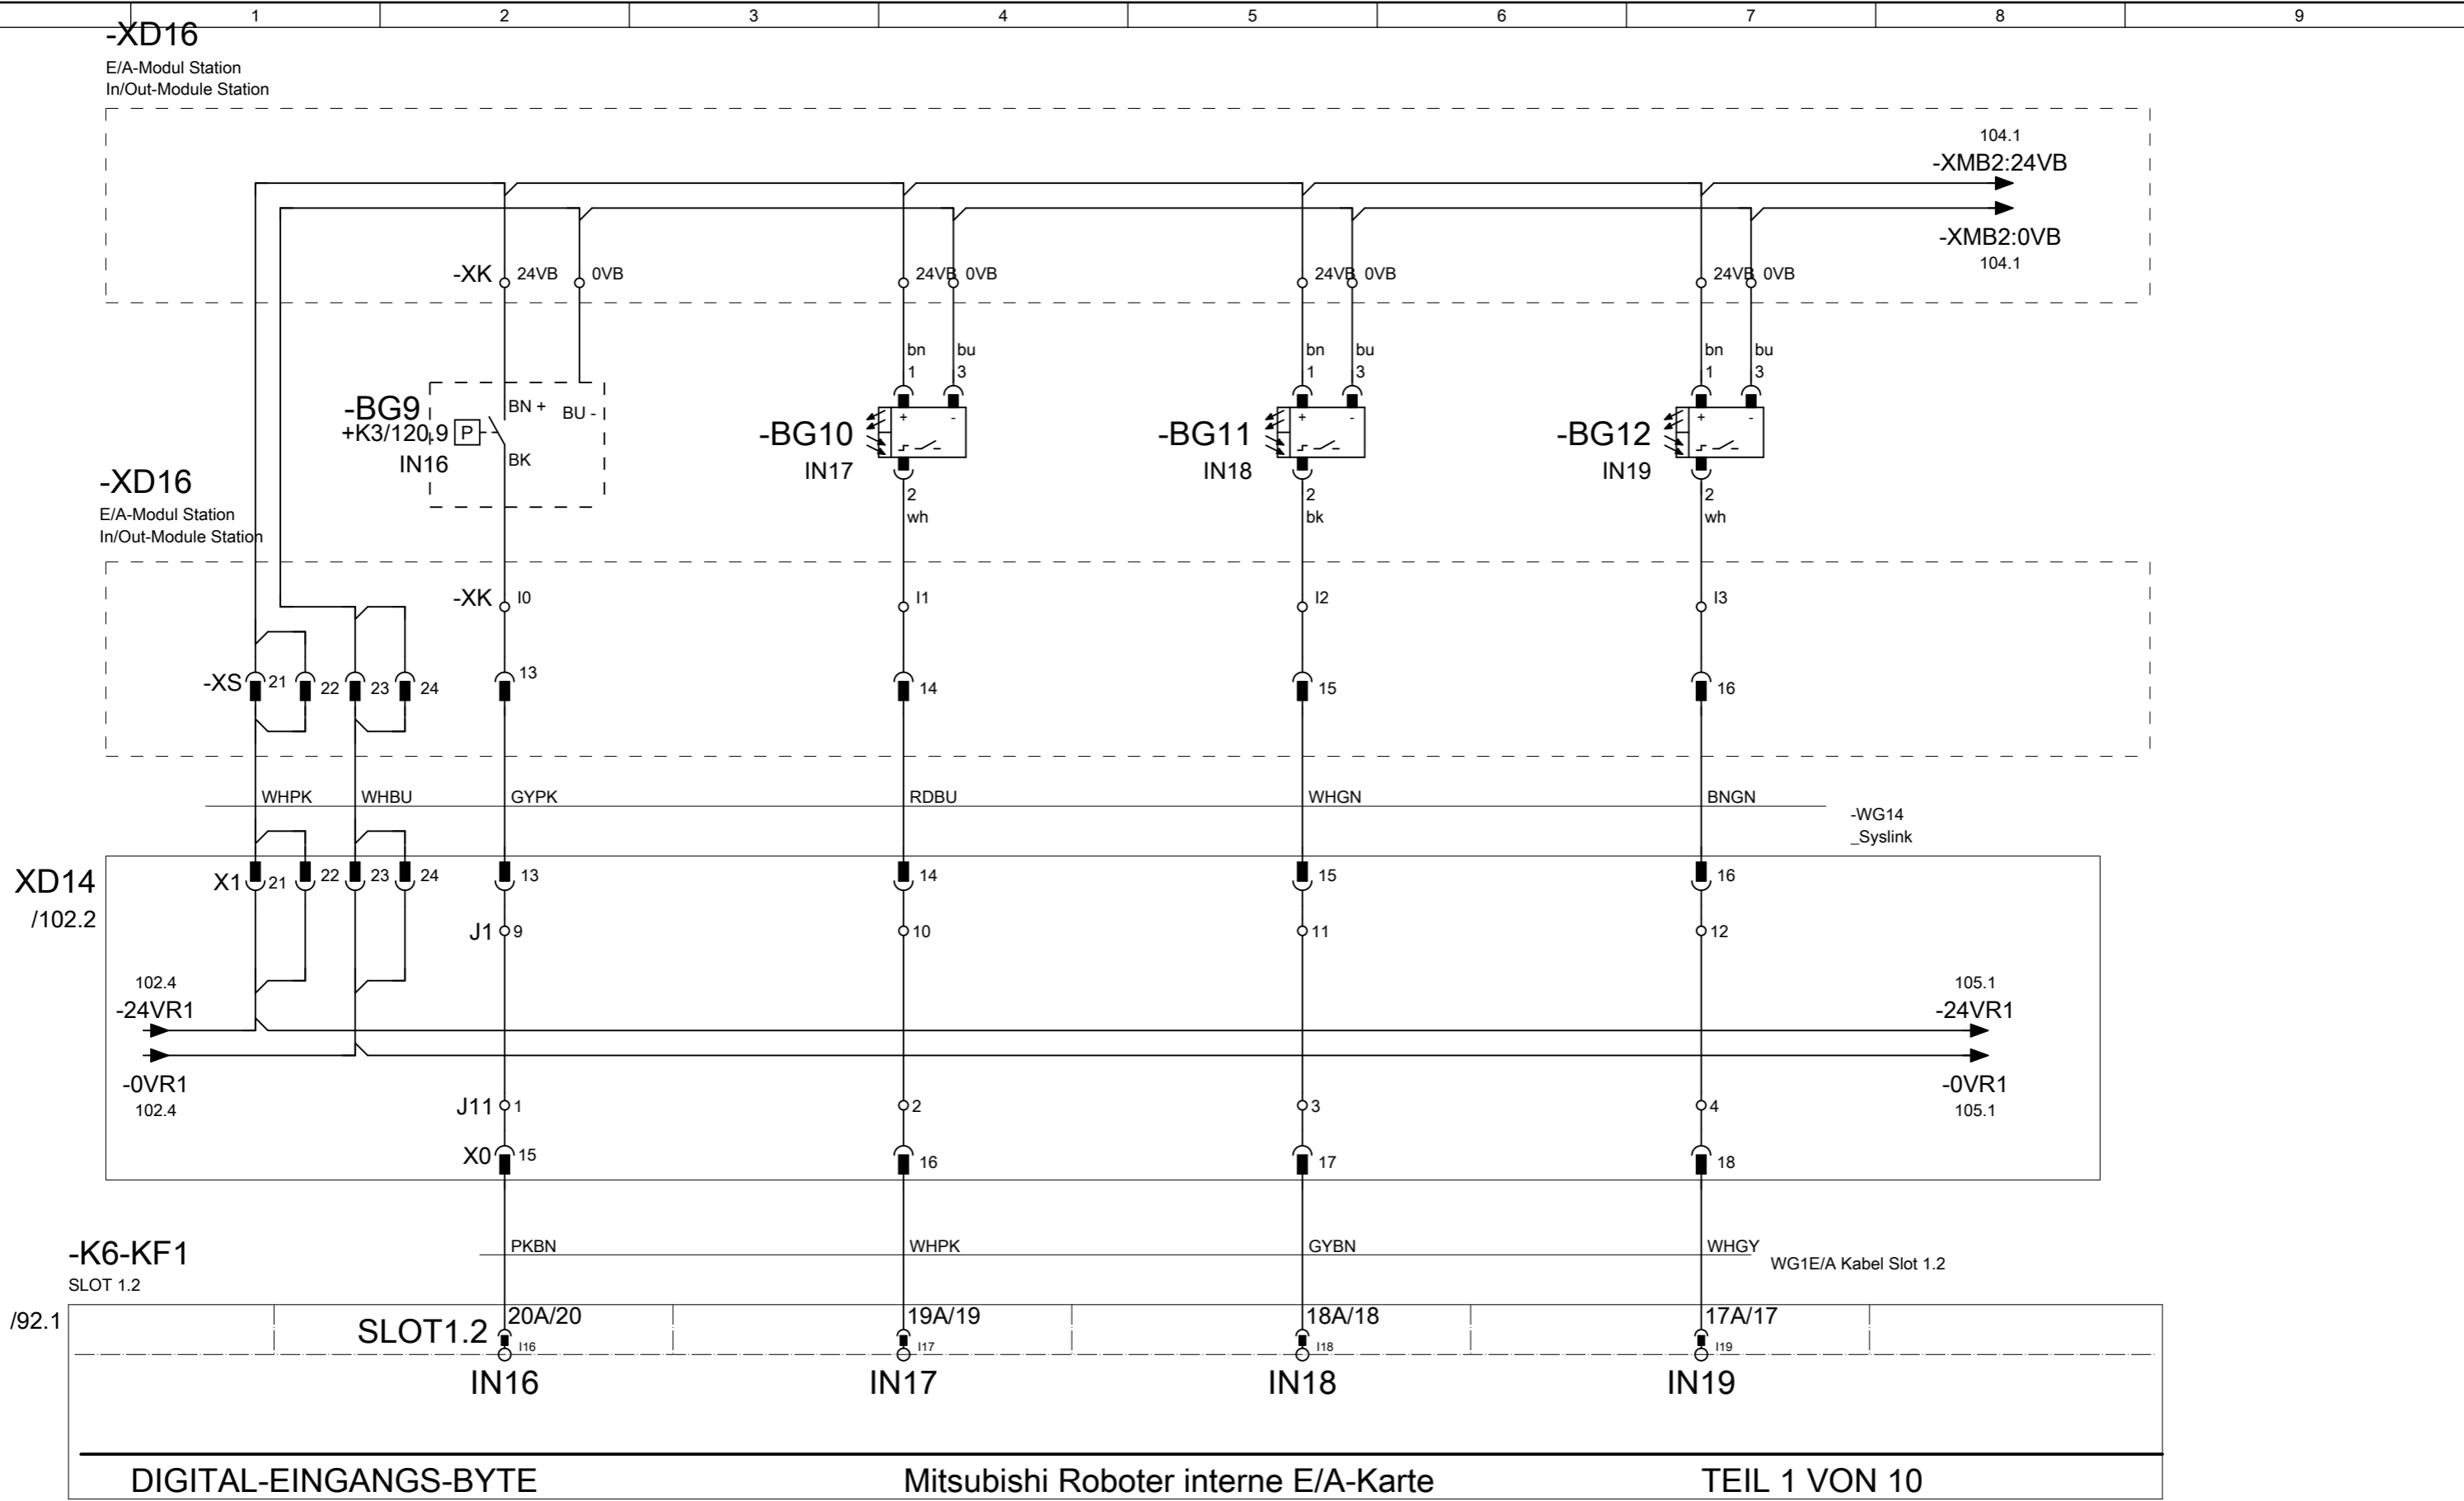 1 2 3 4 5 6 7 8 9
-XD16
E/A-Modul Station
In/Out-Module Station
104.1
-XMB2:24VB
-XMB2:0VB
104.1
-XK 24VB 0VB 24VB 0VB 24VB 0VB 24VB 0VB
bn bu bn bu bn bu
1 3 1 3 1 3
-BG9 BN + BU -
+K3/120.9 P
IN16 BK
-BG10 + -
IN17
-BG11 + -
IN18
-BG12 + -
IN19
2 2 2
wh bk wh
-XD16
E/A-Modul Station
In/Out-Module Station
-XK I0 I1 I2 I3
-XS 21 22 23 24 13 14 15 16
WHPK WHBU GYPK RDBU WHGN BNGN
-WG14
_Syslink
XD14
/102.2
X1 21 22 23 24 13 14 15 16
J1 9 10 11 12
102.4 105.1
-24VR1 -24VR1
-0VR1 -0VR1
102.4 105.1
J11 1 2 3 4
X0 15 16 17 18
-K6-KF1
SLOT 1.2
PKBN WHPK GYBN WHGY
WG1E/A Kabel Slot 1.2
/92.1
SLOT1.2 20A/20 19A/19 18A/18 17A/17
I16 I17 I18 I19
IN16 IN17 IN18 IN19
DIGITAL-EINGANGS-BYTE Mitsubishi Roboter interne E/A-Karte TEIL 1 VON 10